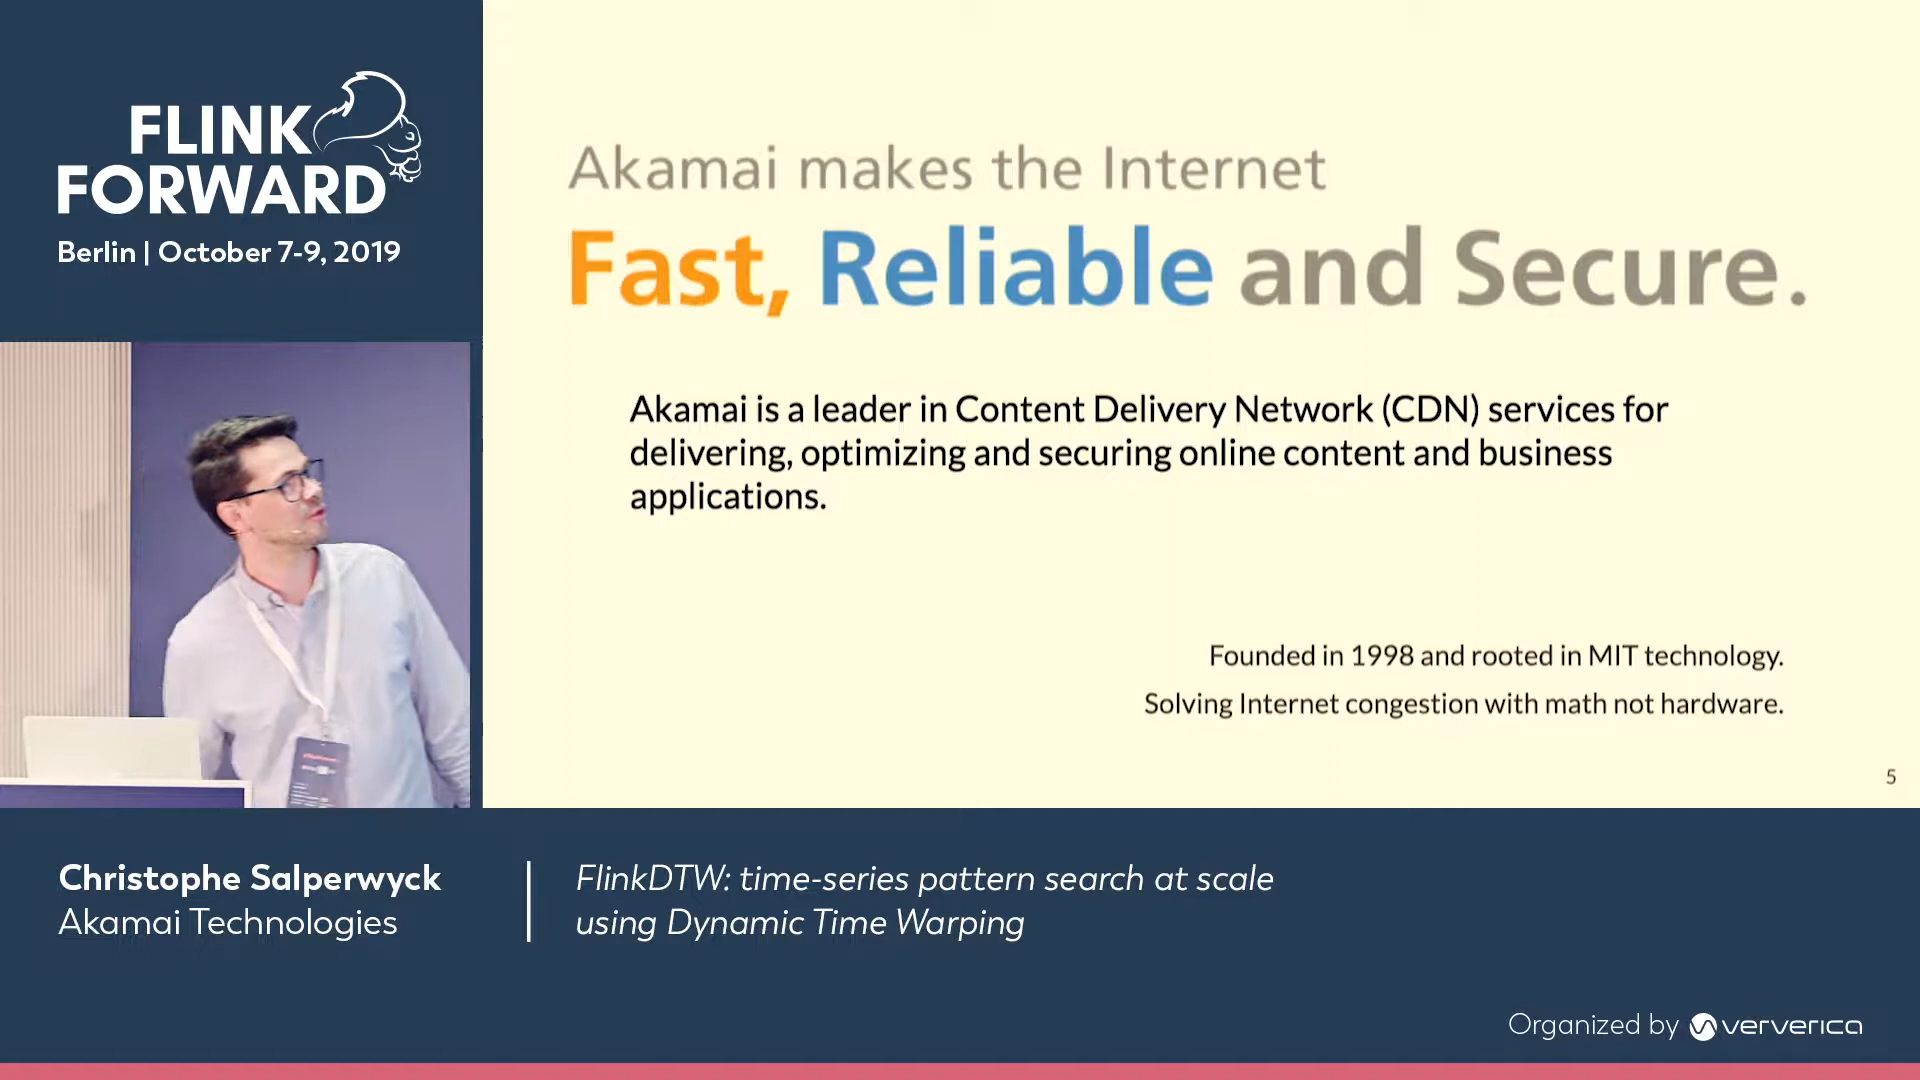 FLINK
FORWARD
Berlin | October 7-9, 2019
Akamai makes the Internet
Fast, Reliable and Secure.
Akamai is a leader in Content Delivery Network (CDN) services for
delivering, optimizing and securing online content and business
applications.
Founded in 1998 and rooted in MIT technology.
Solving Internet congestion with math not hardware.
5
Christophe Salperwyck
Akamai Technologies
FlinkDTW: time-series pattern search at scale
using Dynamic Time Warping
Organized by ververica